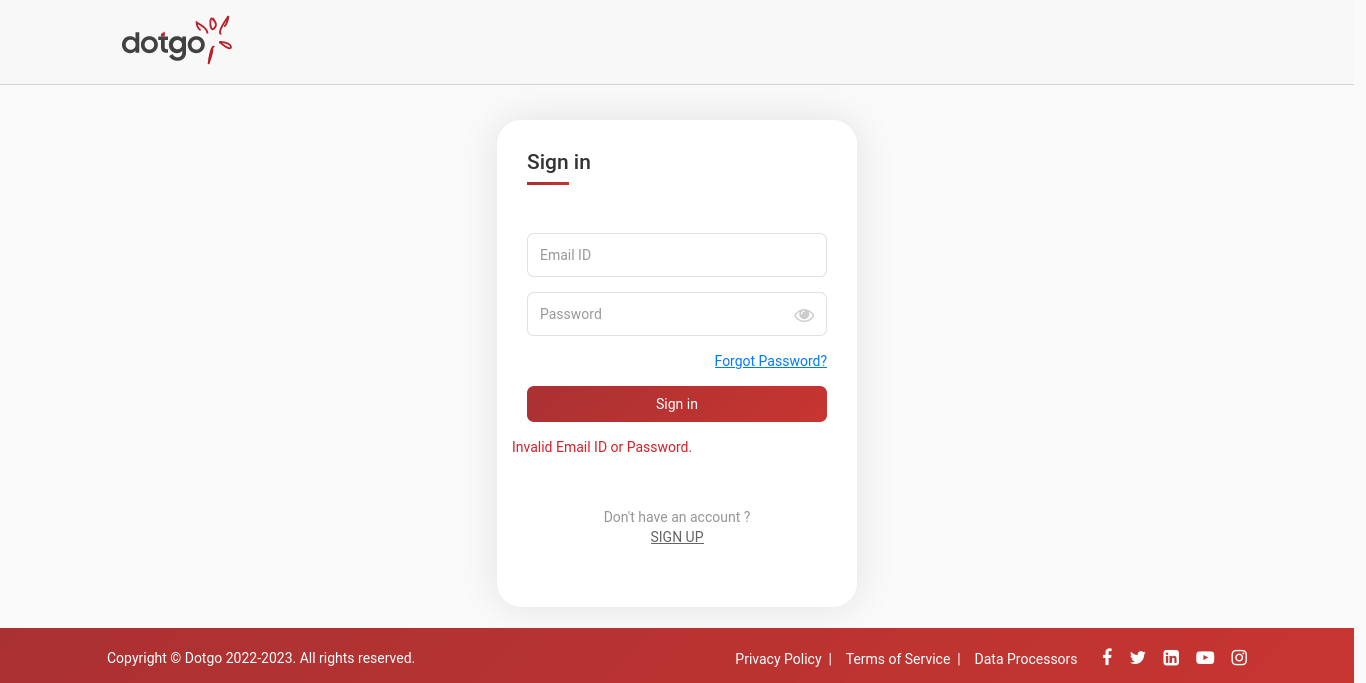 dotgo
Sign in
Email ID
Password
Forgot Password?
Sign in
Invalid Email ID or Password.
Don't have an account ?
SIGN UP
Copyright © Dotgo 2022-2023. All rights reserved.
Privacy Policy | Terms of Service | Data Processors